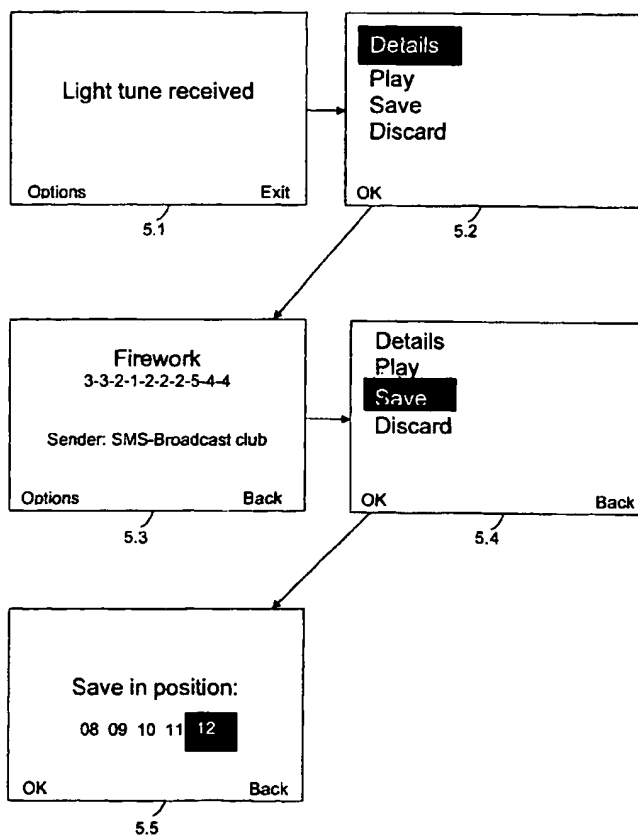 Light tune received
Options Exit
5.1
Details
Play
Save
Discard
OK
5.2
Firework
3-3-2-1-2-2-2-5-4-4
Sender: SMS-Broadcast club
Options Back
5.3
Details
Play
Save
Discard
OK Back
5.4
Save in position:
08 09 10 11 12
OK Back
5.5